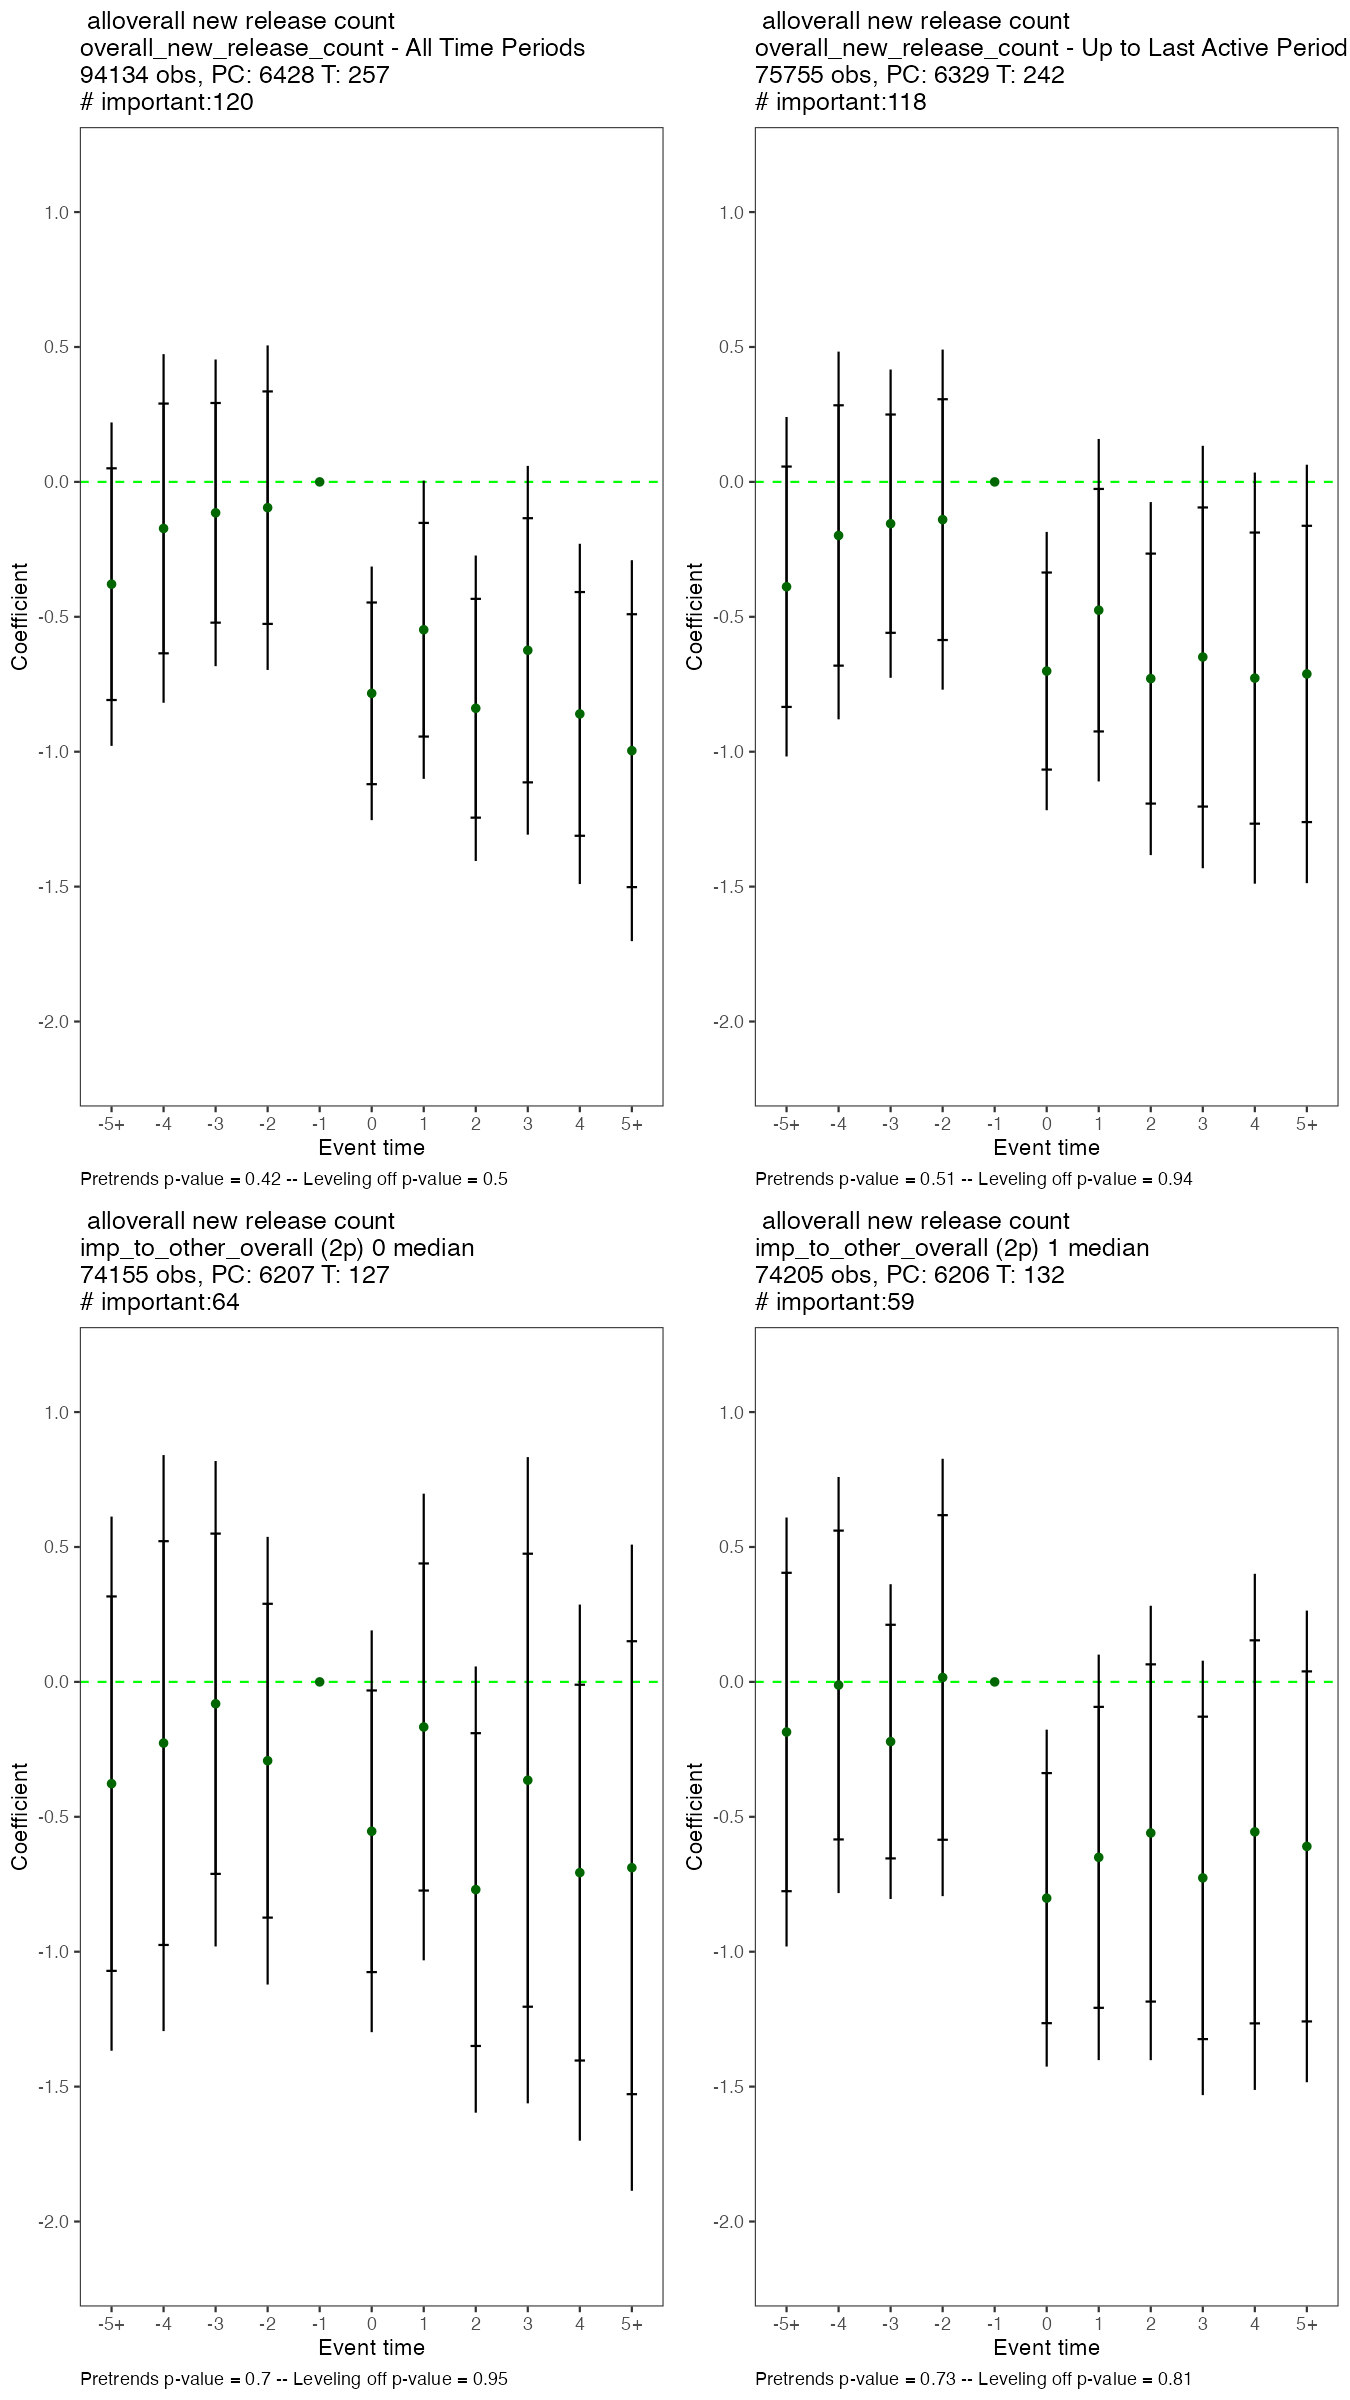 alloverall new release count
overall_new_release_count - All Time Periods
94134 obs, PC: 6428 T: 257
# important:120
1.0
0.5
0.0
-0.5
-1.0
-1.5
-2.0
Coefficient
-5+ -4 -3 -2 -1 0 1 2 3 4 5+
Event time
Pretrends p-value = 0.42 -- Leveling off p-value = 0.5
alloverall new release count
overall_new_release_count - Up to Last Active Period
75755 obs, PC: 6329 T: 242
# important:118
1.0
0.5
0.0
-0.5
-1.0
-1.5
-2.0
Coefficient
-5+ -4 -3 -2 -1 0 1 2 3 4 5+
Event time
Pretrends p-value = 0.51 -- Leveling off p-value = 0.94
alloverall new release count
imp_to_other_overall (2p) 0 median
74155 obs, PC: 6207 T: 127
# important:64
1.0
0.5
0.0
-0.5
-1.0
-1.5
-2.0
Coefficient
-5+ -4 -3 -2 -1 0 1 2 3 4 5+
Event time
Pretrends p-value = 0.7 -- Leveling off p-value = 0.95
alloverall new release count
imp_to_other_overall (2p) 1 median
74205 obs, PC: 6206 T: 132
# important:59
1.0
0.5
0.0
-0.5
-1.0
-1.5
-2.0
Coefficient
-5+ -4 -3 -2 -1 0 1 2 3 4 5+
Event time
Pretrends p-value = 0.73 -- Leveling off p-value = 0.81